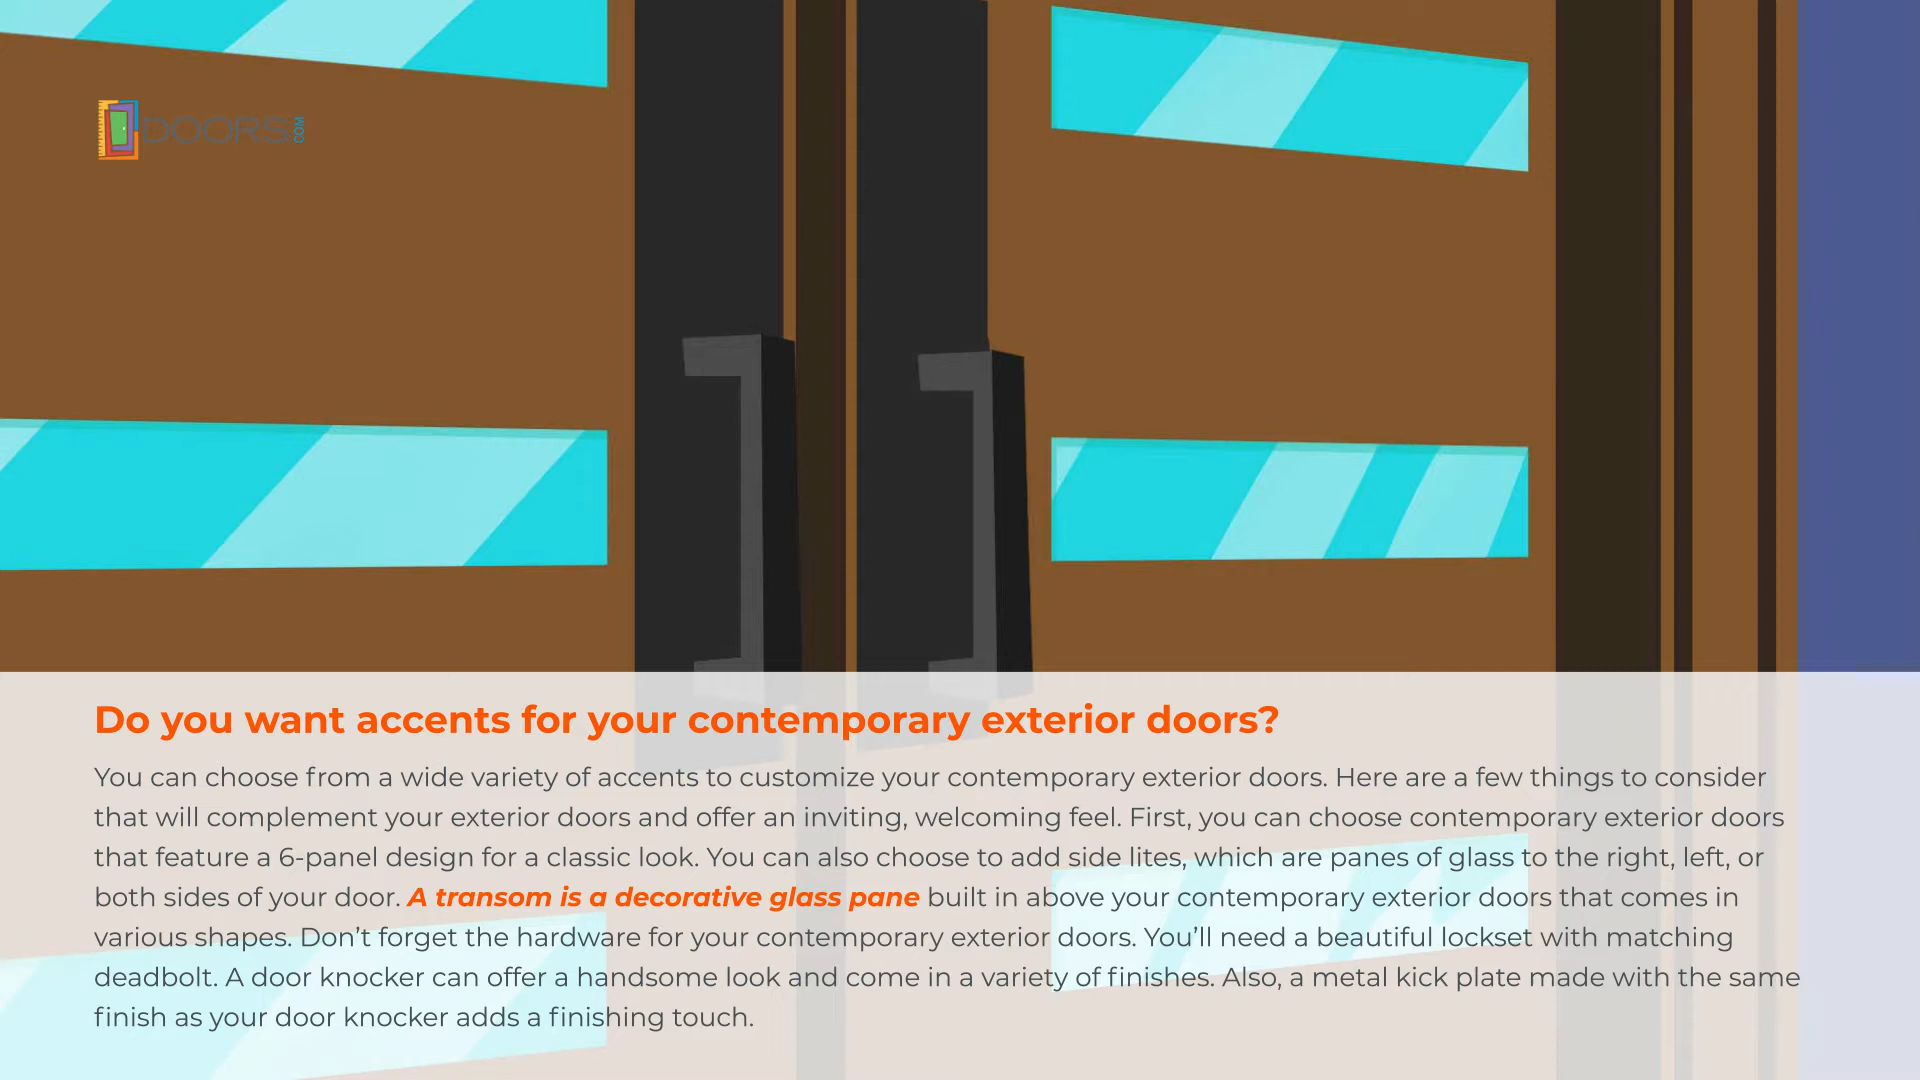 DOORS.COM
Do you want accents for your contemporary exterior doors?
You can choose from a wide variety of accents to customize your contemporary exterior doors. Here are a few things to consider
that will complement your exterior doors and offer an inviting, welcoming feel. First, you can choose contemporary exterior doors
that feature a 6-panel design for a classic look. You can also choose to add side lites, which are panes of glass to the right, left, or
both sides of your door. A transom is a decorative glass pane built in above your contemporary exterior doors that comes in
various shapes. Don’t forget the hardware for your contemporary exterior doors. You’ll need a beautiful lockset with matching
deadbolt. A door knocker can offer a handsome look and come in a variety of finishes. Also, a metal kick plate made with the same
finish as your door knocker adds a finishing touch.